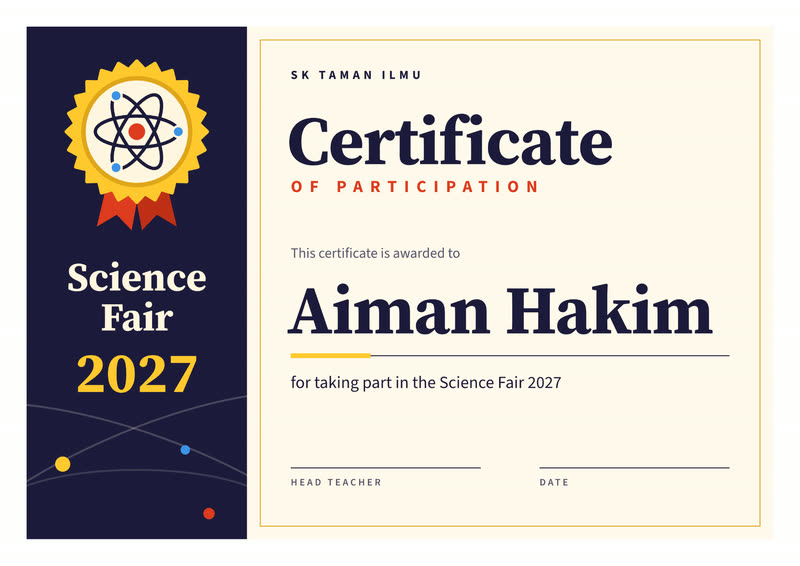 Science
Fair
2027
SK TAMAN ILMU
Certificate
OF PARTICIPATION
This certificate is awarded to
Aiman Hakim
for taking part in the Science Fair 2027
HEAD TEACHER
DATE